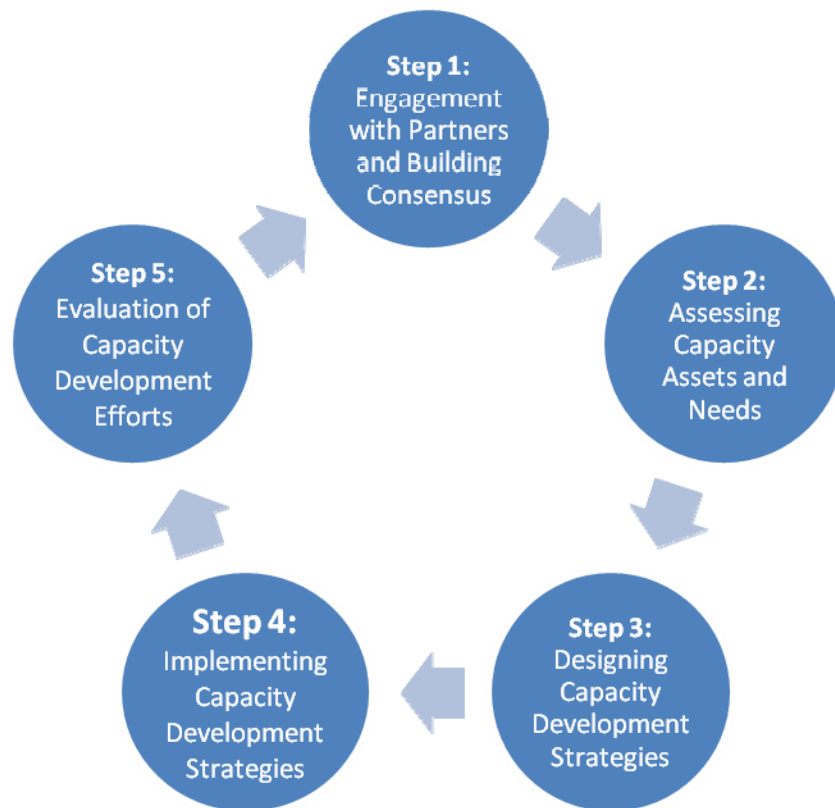 Step 1:
Engagement
with Partners
and Building
Consensus
Step 2:
Assessing
Capacity
Assets and
Needs
Step 3:
Designing
Capacity
Development
Strategies
Step 4:
Implementing
Capacity
Development
Strategies
Step 5:
Evaluation of
Capacity
Development
Efforts